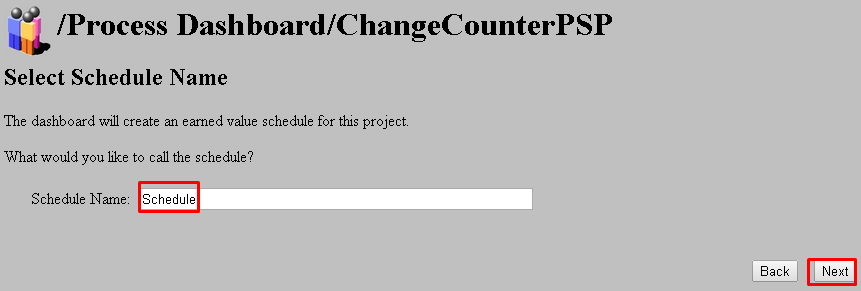 /Process Dashboard/ChangeCounterPSP
Select Schedule Name
The dashboard will create an earned value schedule for this project.
What would you like to call the schedule?
Schedule Name: Schedule
Back Next